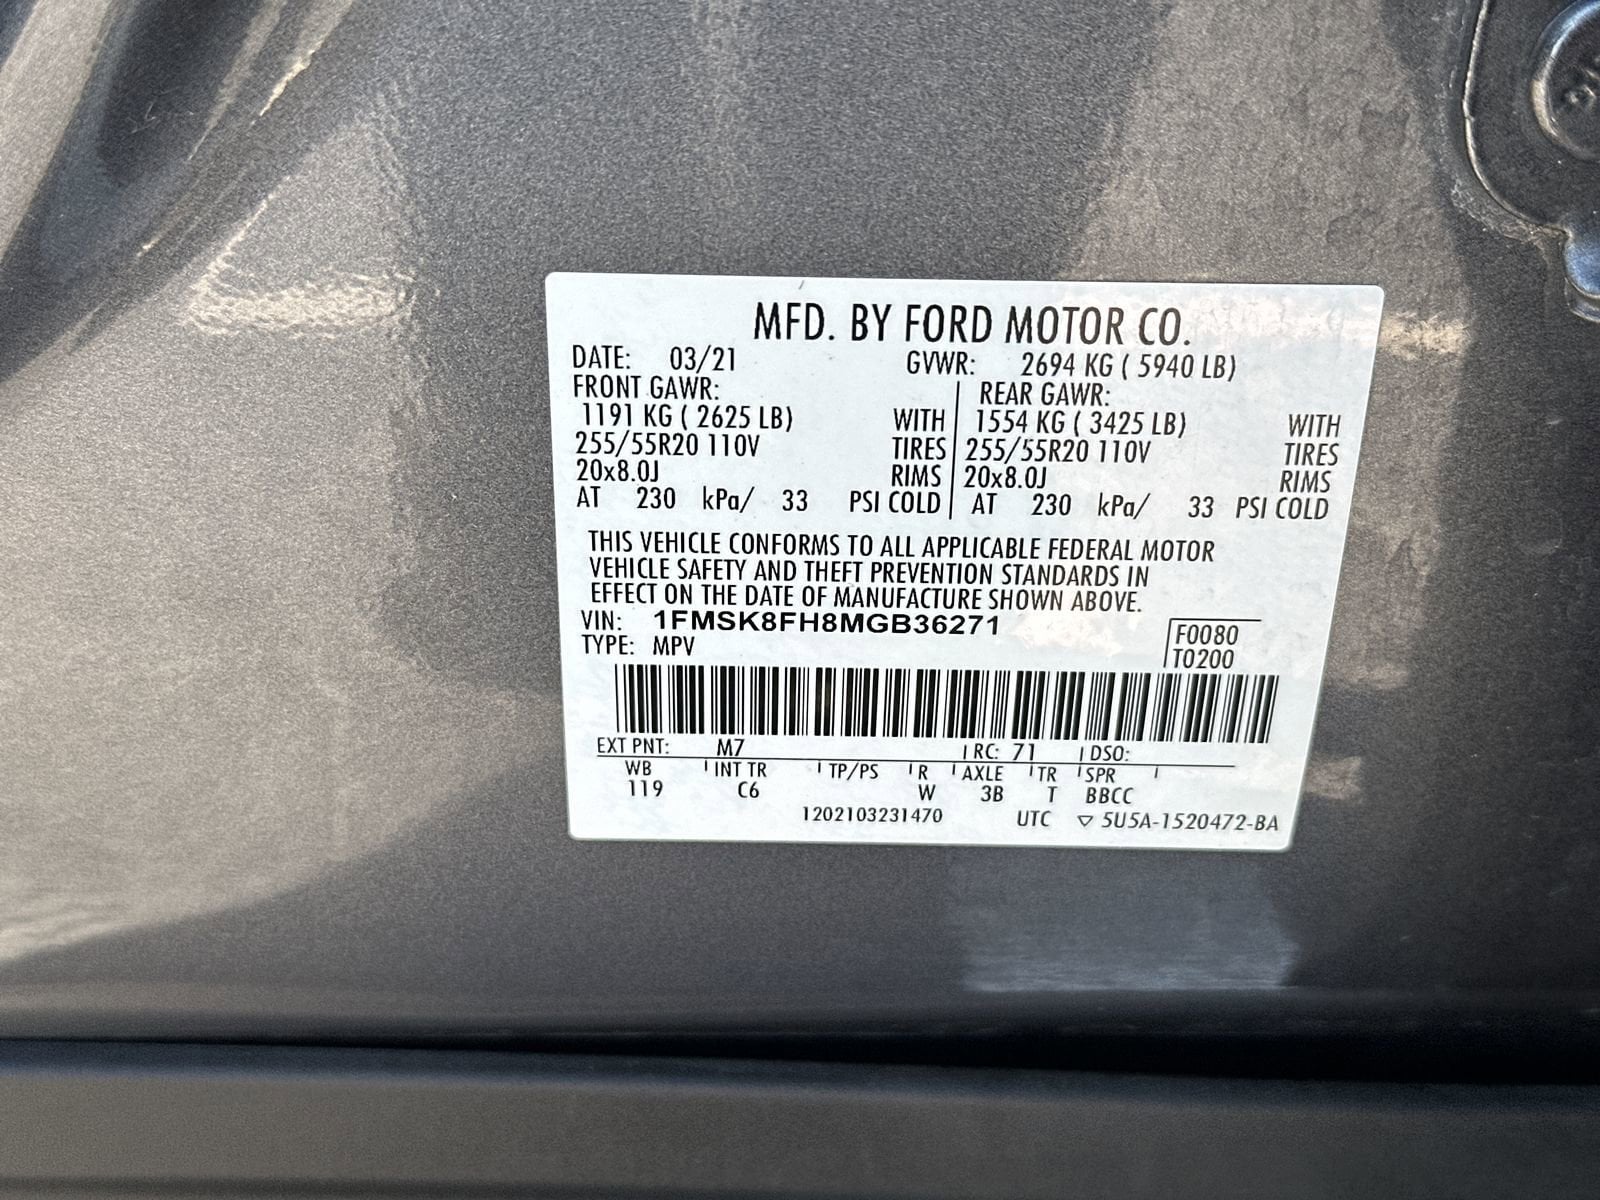 MFD. BY FORD MOTOR CO.
DATE: 03/21 GVWR: 2694 KG ( 5940 LB)
FRONT GAWR: REAR GAWR:
1191 KG ( 2625 LB) WITH 1554 KG ( 3425 LB) WITH
255/55R20 110V TIRES 255/55R20 110V TIRES
20x8.0J RIMS 20x8.0J RIMS
AT 230 kPa/ 33 PSI COLD AT 230 kPa/ 33 PSI COLD
THIS VEHICLE CONFORMS TO ALL APPLICABLE FEDERAL MOTOR
VEHICLE SAFETY AND THEFT PREVENTION STANDARDS IN
EFFECT ON THE DATE OF MANUFACTURE SHOWN ABOVE.
VIN: 1FMSK8FH8MGB36271
TYPE: MPV
F0080
T0200
EXT PNT: M7 RC: 71 DSO:
WB INT TR TP/PS R AXLE TR SPR
119 C6 W 3B T BBCC
1202103231470 UTC ▽ 5U5A-1520472-BA